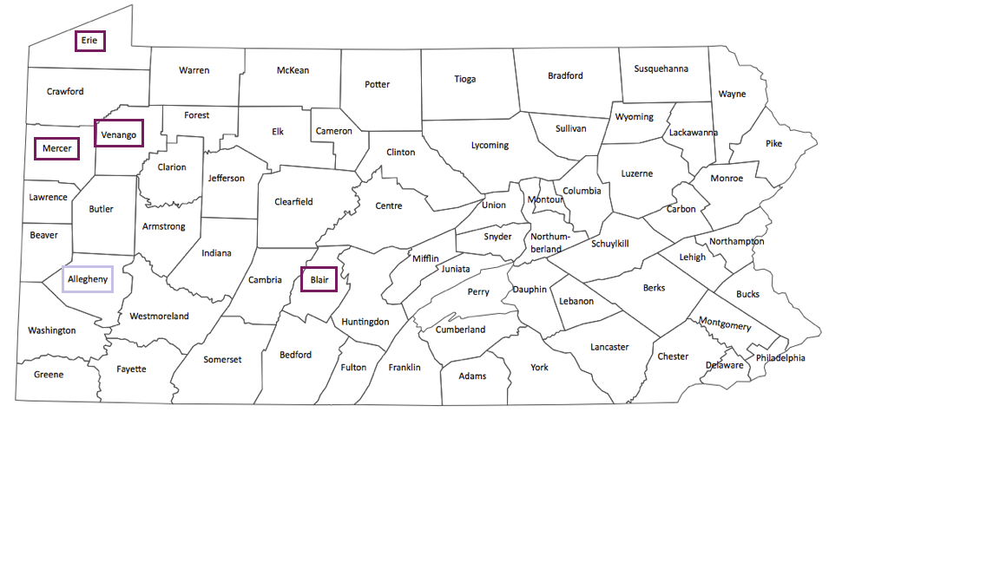 Erie
Warren
McKean
Susquehanna
Bradford
Tioga
Potter
Crawford
Wayne
Forest
Wyoming
Venango
Elk
Cameron
Sullivan
Lackawanna
Mercer
Lycoming
Pike
Clinton
Clarion
Jefferson
Luzerne
Monroe
Columbia
Lawrence
Clearfield
Montour
Butler
Centre
Union
Carbon
Armstrong
Beaver
Snyder
Northum-
berland
Schuylkill
Northampton
Indiana
Mifflin
Lehigh
Juniata
Allegheny
Cambria
Blair
Perry
Dauphin
Berks
Bucks
Lebanon
Westmoreland
Huntingdon
Montgomery
Washington
Cumberland
Lancaster
Somerset
Bedford
Chester
Philadelphia
Greene
Fayette
Fulton
Franklin
Adams
York
Delaware